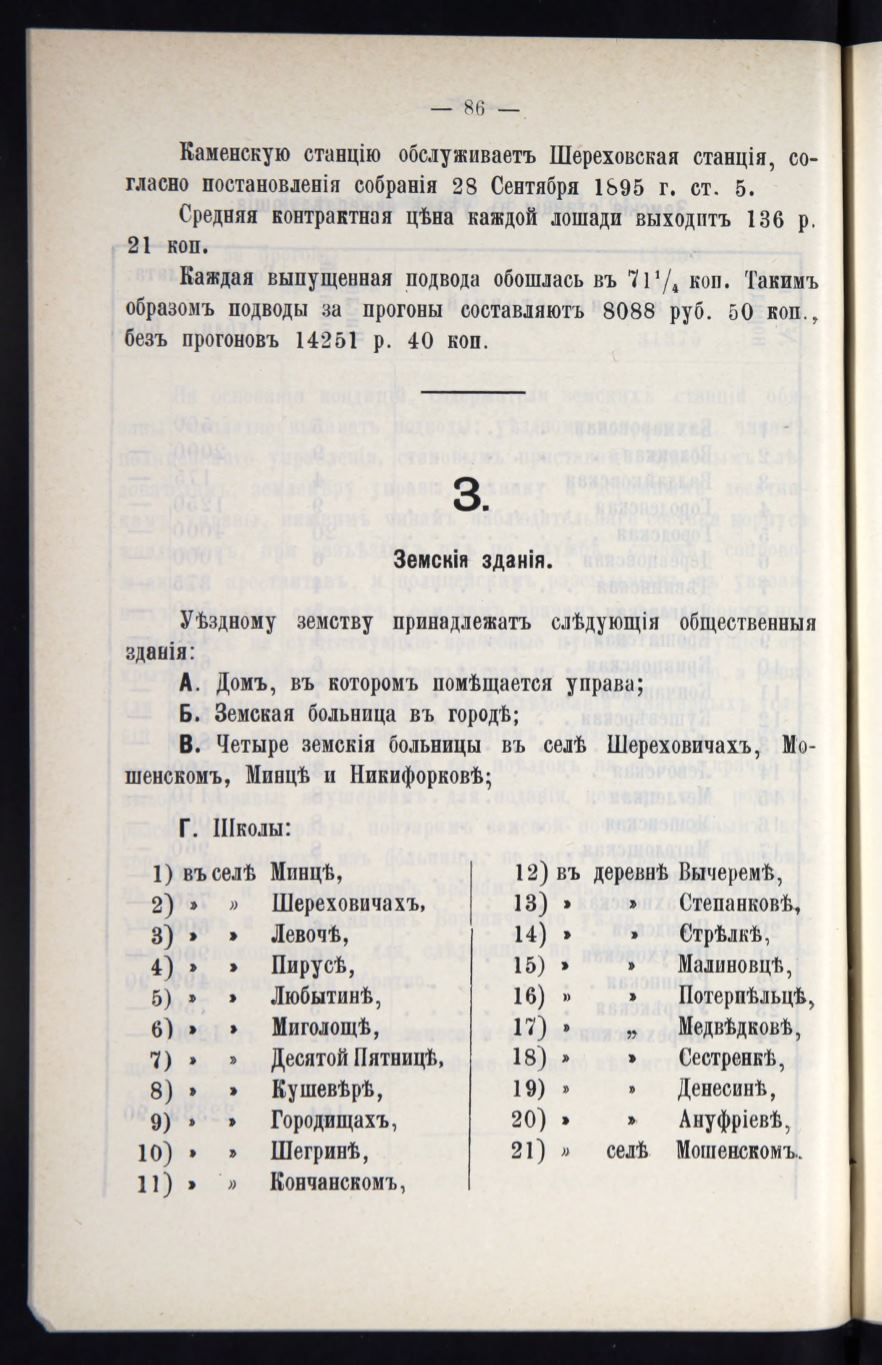 — 86 —
Каменскую станцію обслуживаетъ Шереховская станція, со-
гласно постановленія собранія 28 Сентября 1895 г. ст. 5.
Средняя контрактная цѣна каждой лошади выходитъ 136 р.
21 коп.
Каждая выпущенная подвода обошлась въ 71¹/₄ коп. Такимъ
образомъ подводы за прогоны составляютъ 8088 руб. 50 коп.,
безъ прогоновъ 14251 р. 40 коп.
3.
Земскія зданія.
Уѣздному земству принадлежатъ слѣдующія общественныя
зданія:
А. Домъ, въ которомъ помѣщается управа;
Б. Земская больница въ городѣ;
В. Четыре земскія больницы въ селѣ Шереховичахъ, Мо-
шенскомъ, Минцѣ и Никифорковѣ;
Г. Школы:
1) въ селѣ Минцѣ,
2) » » Шереховичахъ,
3) » » Левочѣ,
4) » » Пирусѣ,
5) » » Любытинѣ,
6) » » Миголощѣ,
7) » » Десятой Пятницѣ,
8) » » Кушевѣрѣ,
9) » » Городищахъ,
10) » » Шегринѣ,
11) » » Кончанскомъ,
12) въ деревнѣ Вычеремѣ,
13) » » Степанковѣ,
14) » » Стрѣлкѣ,
15) » » Малиновцѣ,
16) » » Потерпѣльцѣ,
17) » „ Медвѣдковѣ,
18) » » Сестренкѣ,
19) » » Денесинѣ,
20) » » Ануфріевѣ,
21) » селѣ Мошенскомъ.